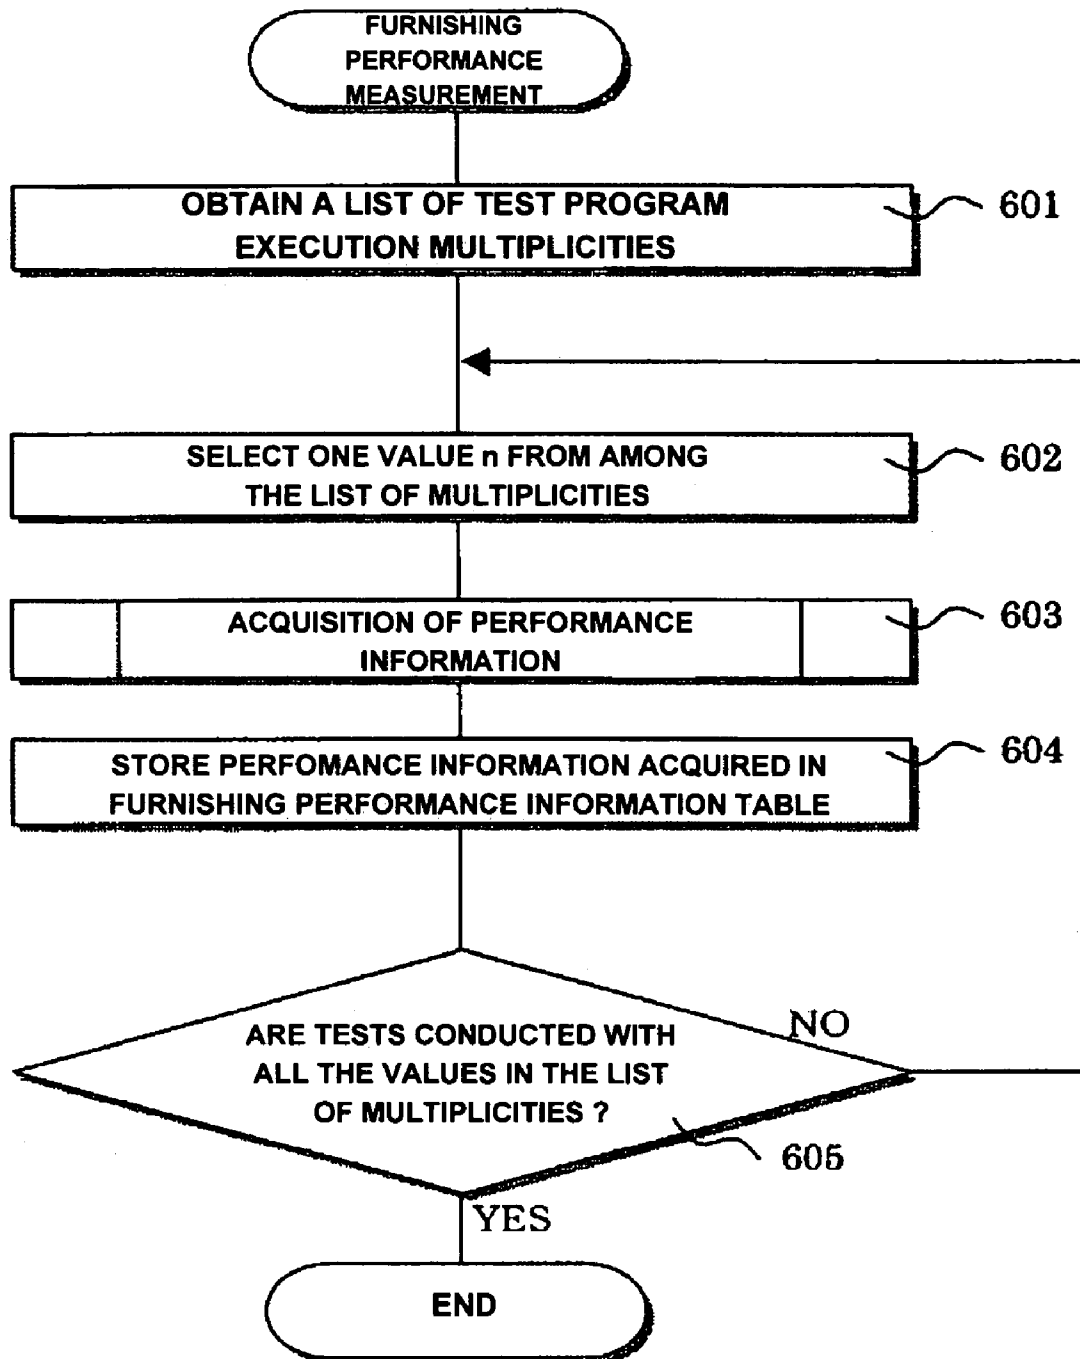 FURNISHING
PERFORMANCE
MEASUREMENT
OBTAIN A LIST OF TEST PROGRAM
EXECUTION MULTIPLICITIES
601
SELECT ONE VALUE n FROM AMONG
THE LIST OF MULTIPLICITIES
602
ACQUISITION OF PERFORMANCE
INFORMATION
603
STORE PERFOMANCE INFORMATION ACQUIRED IN
FURNISHING PERFORMANCE INFORMATION TABLE
604
ARE TESTS CONDUCTED WITH
ALL THE VALUES IN THE LIST
OF MULTIPLICITIES ?
NO
605
YES
END